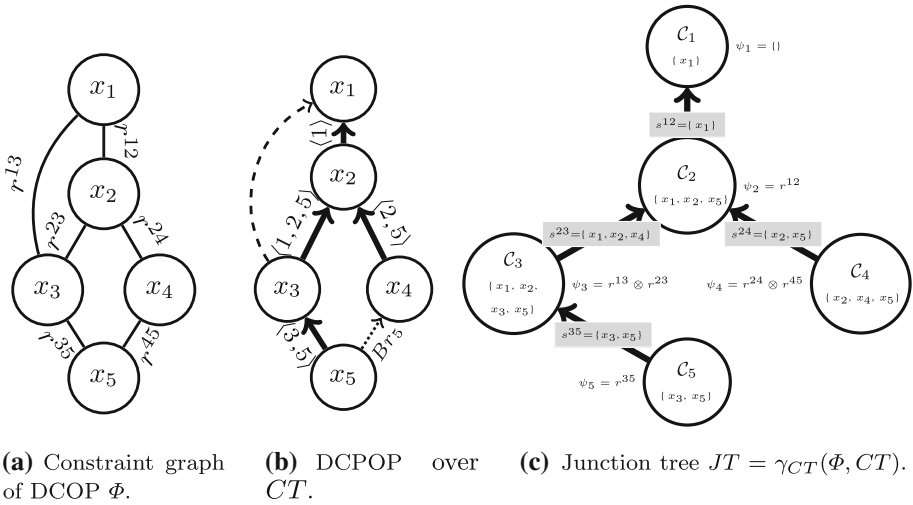 x₁
r¹³
r¹²
x₂
r²³
r²⁴
x₃
x₄
r³⁵
r⁴⁵
x₅
(a) Constraint graph
of DCOP Φ.
x₁
⟨1⟩
x₂
⟨1, 2, 5⟩
⟨2, 5⟩
x₃
x₄
⟨3, 5⟩
Br₅
x₅
(b) DCPOP over
CT.
𝒞₁
{ x₁}
ψ₁ = {}
s¹²={ x₁}
𝒞₂
{ x₁, x₂, x₅}
ψ₂ = r¹²
s²³={ x₁, x₂, x₄}
s²⁴={ x₂, x₅}
𝒞₃
{ x₁, x₂,
x₃, x₅}
ψ₃ = r¹³ ⊗ r²³
ψ₄ = r²⁴ ⊗ r⁴⁵
𝒞₄
{ x₂, x₄, x₅}
s³⁵={ x₃, x₅}
ψ₅ = r³⁵
𝒞₅
{ x₃, x₅}
(c) Junction tree JT = γ_CT(Φ, CT).